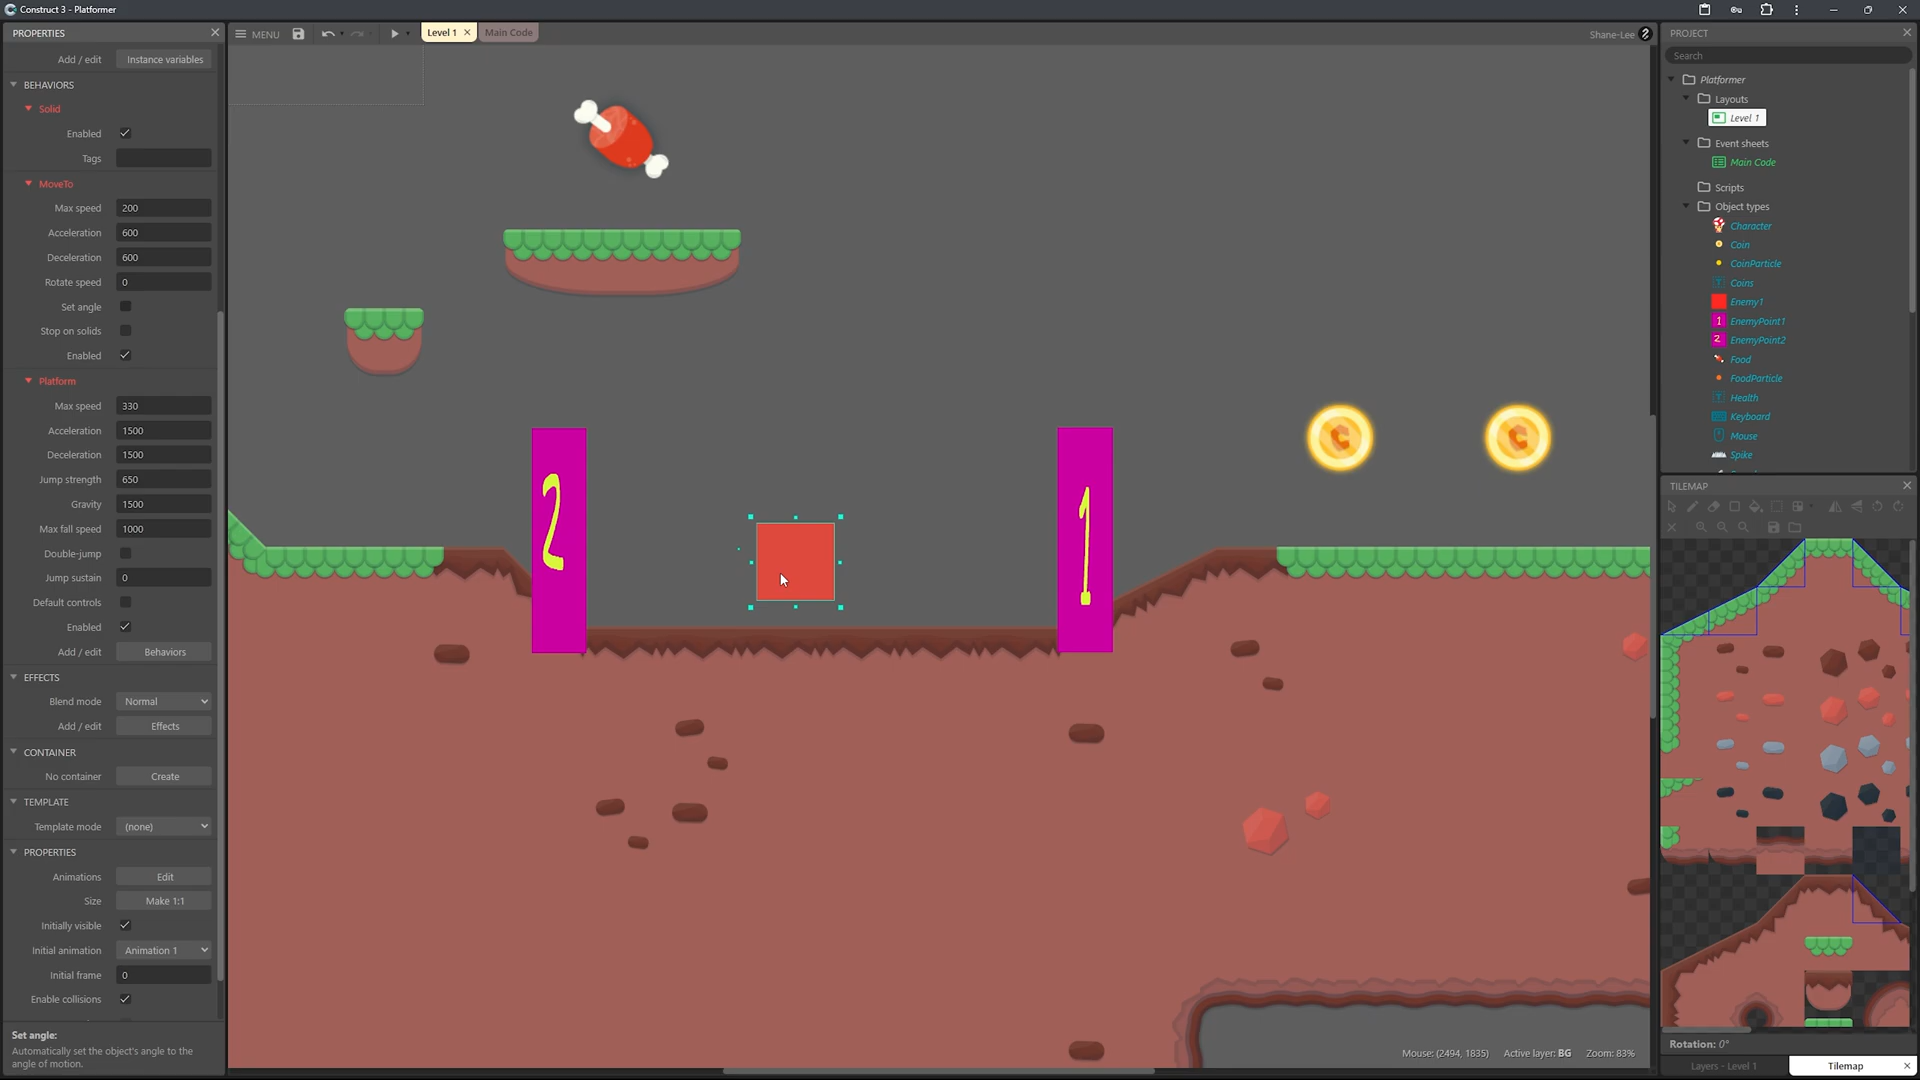 Construct 3 - Platformer
PROPERTIES
MENU
Level 1
Main Code
Shane-Lee
PROJECT
Search
Add / edit Instance variables
BEHAVIORS
Solid
Enabled
Tags
MoveTo
Max speed 200
Acceleration 600
Deceleration 600
Rotate speed 0
Set angle
Stop on solids
Enabled
Platform
Max speed 330
Acceleration 1500
Deceleration 1500
Jump strength 650
Gravity 1500
Max fall speed 1000
Double-jump
Jump sustain 0
Default controls
Enabled
Add / edit Behaviors
EFFECTS
Blend mode Normal
Add / edit Effects
CONTAINER
No container Create
TEMPLATE
Template mode (none)
PROPERTIES
Animations Edit
Size Make 1:1
Initially visible
Initial animation Animation 1
Initial frame 0
Enable collisions
Set angle:
Automatically set the object's angle to the
angle of motion.
2
1
C
C
Mouse: (2494, 1835) Active layer: BG Zoom: 83%
Platformer
Layouts
Level 1
Event sheets
Main Code
Scripts
Object types
Character
Coin
CoinParticle
Coins
Enemy1
1 EnemyPoint1
2 EnemyPoint2
Food
FoodParticle
Health
Keyboard
Mouse
Spike
TILEMAP
Rotation: 0°
Layers - Level 1
Tilemap